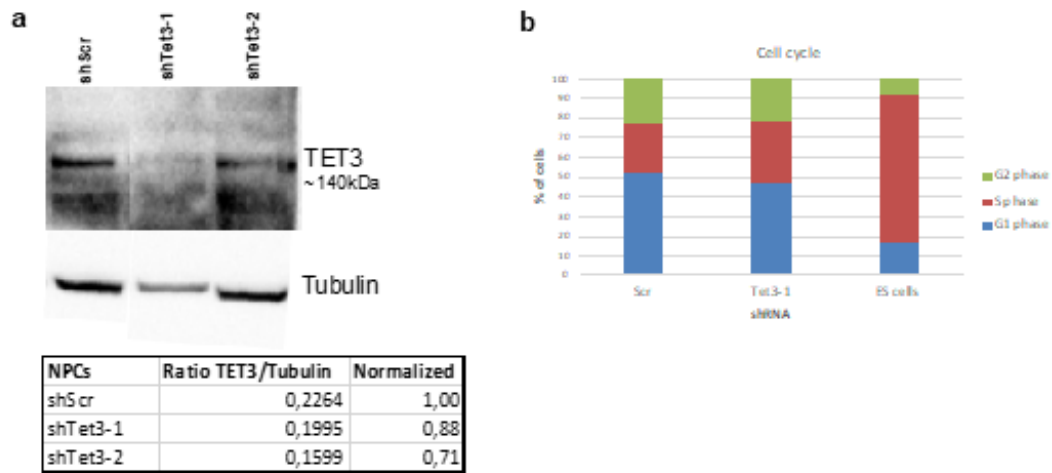 a
shScr
shTet3-1
shTet3-2
TET3
~140kDa
Tubulin
NPCs Ratio TET3/Tubulin Normalized
shScr 0,2264 1,00
shTet3-1 0,1995 0,88
shTet3-2 0,1599 0,71
b
Cell cycle
% of cells
100
90
80
70
60
50
40
30
20
10
0
Scr Tet3-1 ES cells
shRNA
G2 phase
S phase
G1 phase